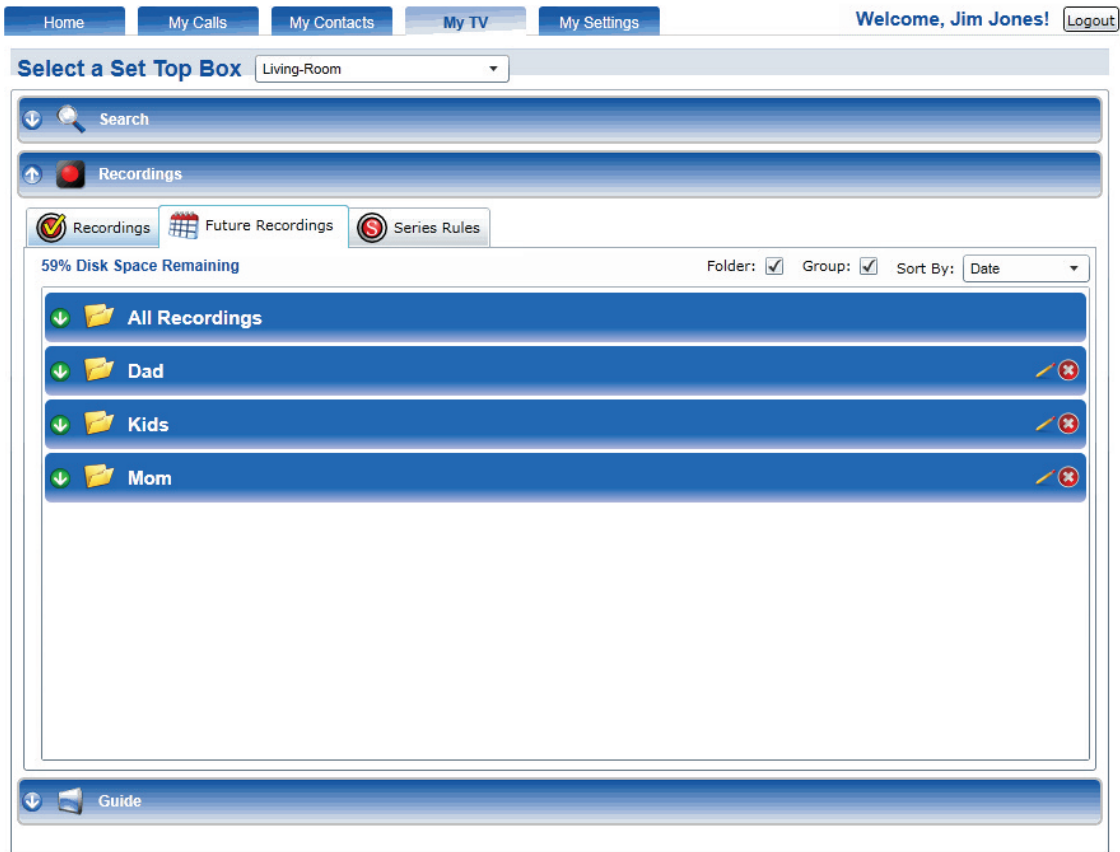 Home My Calls My Contacts My TV My Settings Welcome, Jim Jones! Logout
Select a Set Top Box Living-Room
Search
Recordings
Recordings Future Recordings S Series Rules
59% Disk Space Remaining Folder: Group: Sort By: Date
All Recordings
Dad
Kids
Mom
Guide